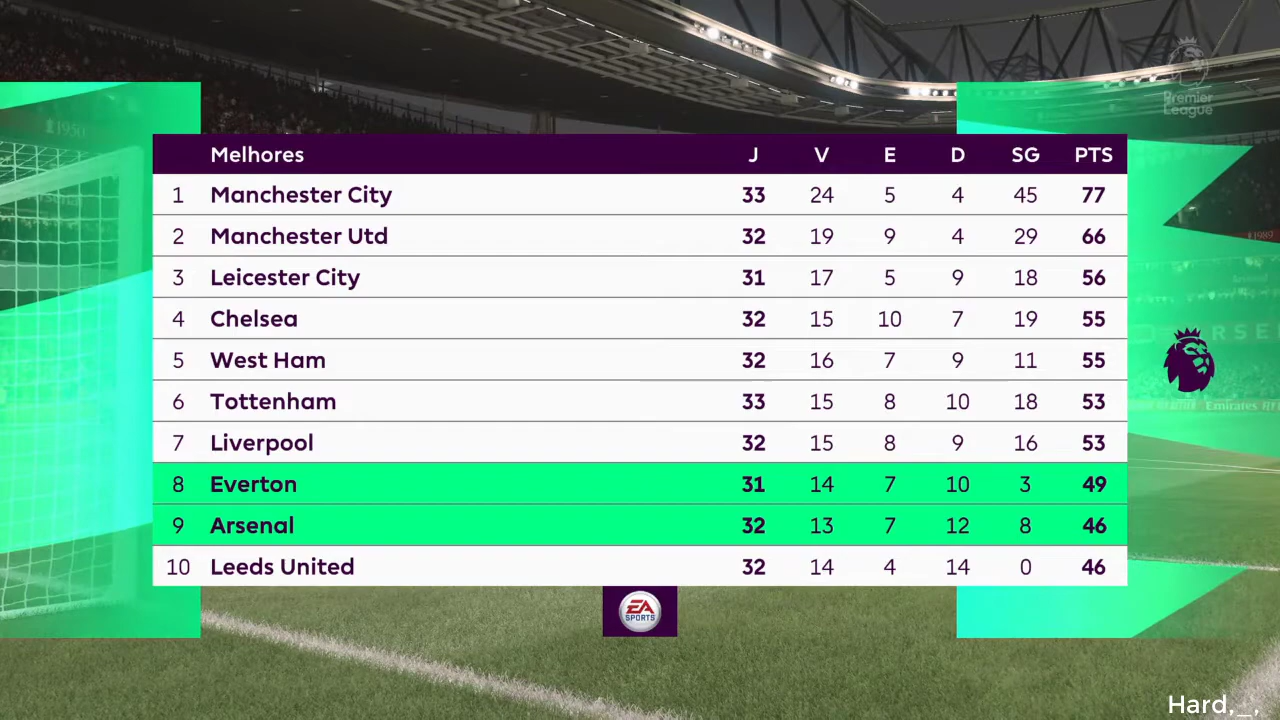 1950
Premier
League
Melhores J V E D SG PTS
1 Manchester City 33 24 5 4 45 77
2 Manchester Utd 32 19 9 4 29 66
1989
3 Leicester City 31 17 5 9 18 56
4 Chelsea 32 15 10 7 19 55
5 West Ham 32 16 7 9 11 55
6 Tottenham 33 15 8 10 18 53
Emirates
7 Liverpool 32 15 8 9 16 53
8 Everton 31 14 7 10 3 49
9 Arsenal 32 13 7 12 8 46
10 Leeds United 32 14 4 14 0 46
EA
SPORTS
Hard,_,